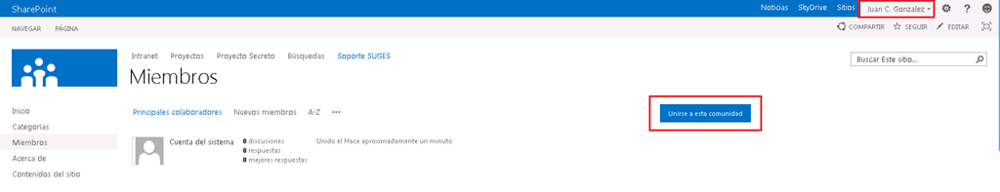 SharePoint
Noticias SkyDrive Sitios Juan C. Gonzalez
NAVEGAR PÁGINA
COMPARTIR SEGUIR EDITAR
Intranet Proyectos Proyecto Secreto Búsquedas Soporte SUGES
Buscar Este sitio...
Miembros
Inicio
Categorías
Miembros
Acerca de
Contenidos del sitio
Principales colaboradores Nuevos miembros A-Z ...
Unirse a esta comunidad
Cuenta del sistema
0 discusiones
0 respuestas
0 mejores respuestas
Unido el Hace aproximadamente un minuto